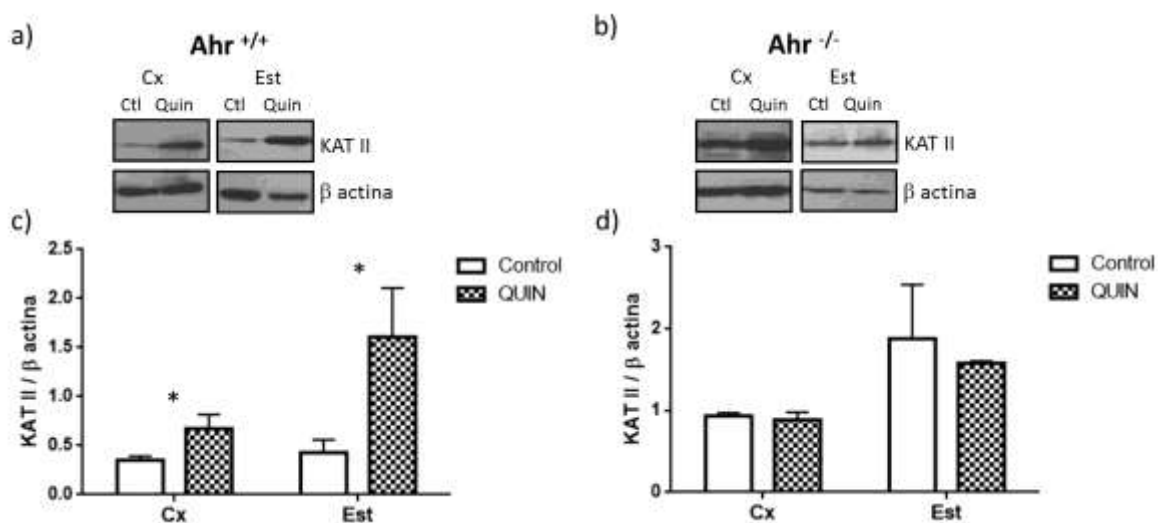 a)
Ahr +/+
Cx Est
Ctl Quin Ctl Quin
KAT II
β actina
b)
Ahr -/-
Cx Est
Ctl Quin Ctl Quin
KAT II
β actina
c)
KAT II / β actina
2.5
2.0
1.5
1.0
0.5
0.0
*
*
Cx Est
Control
QUIN
d)
KAT II / β actina
3
2
1
0
Cx Est
Control
QUIN